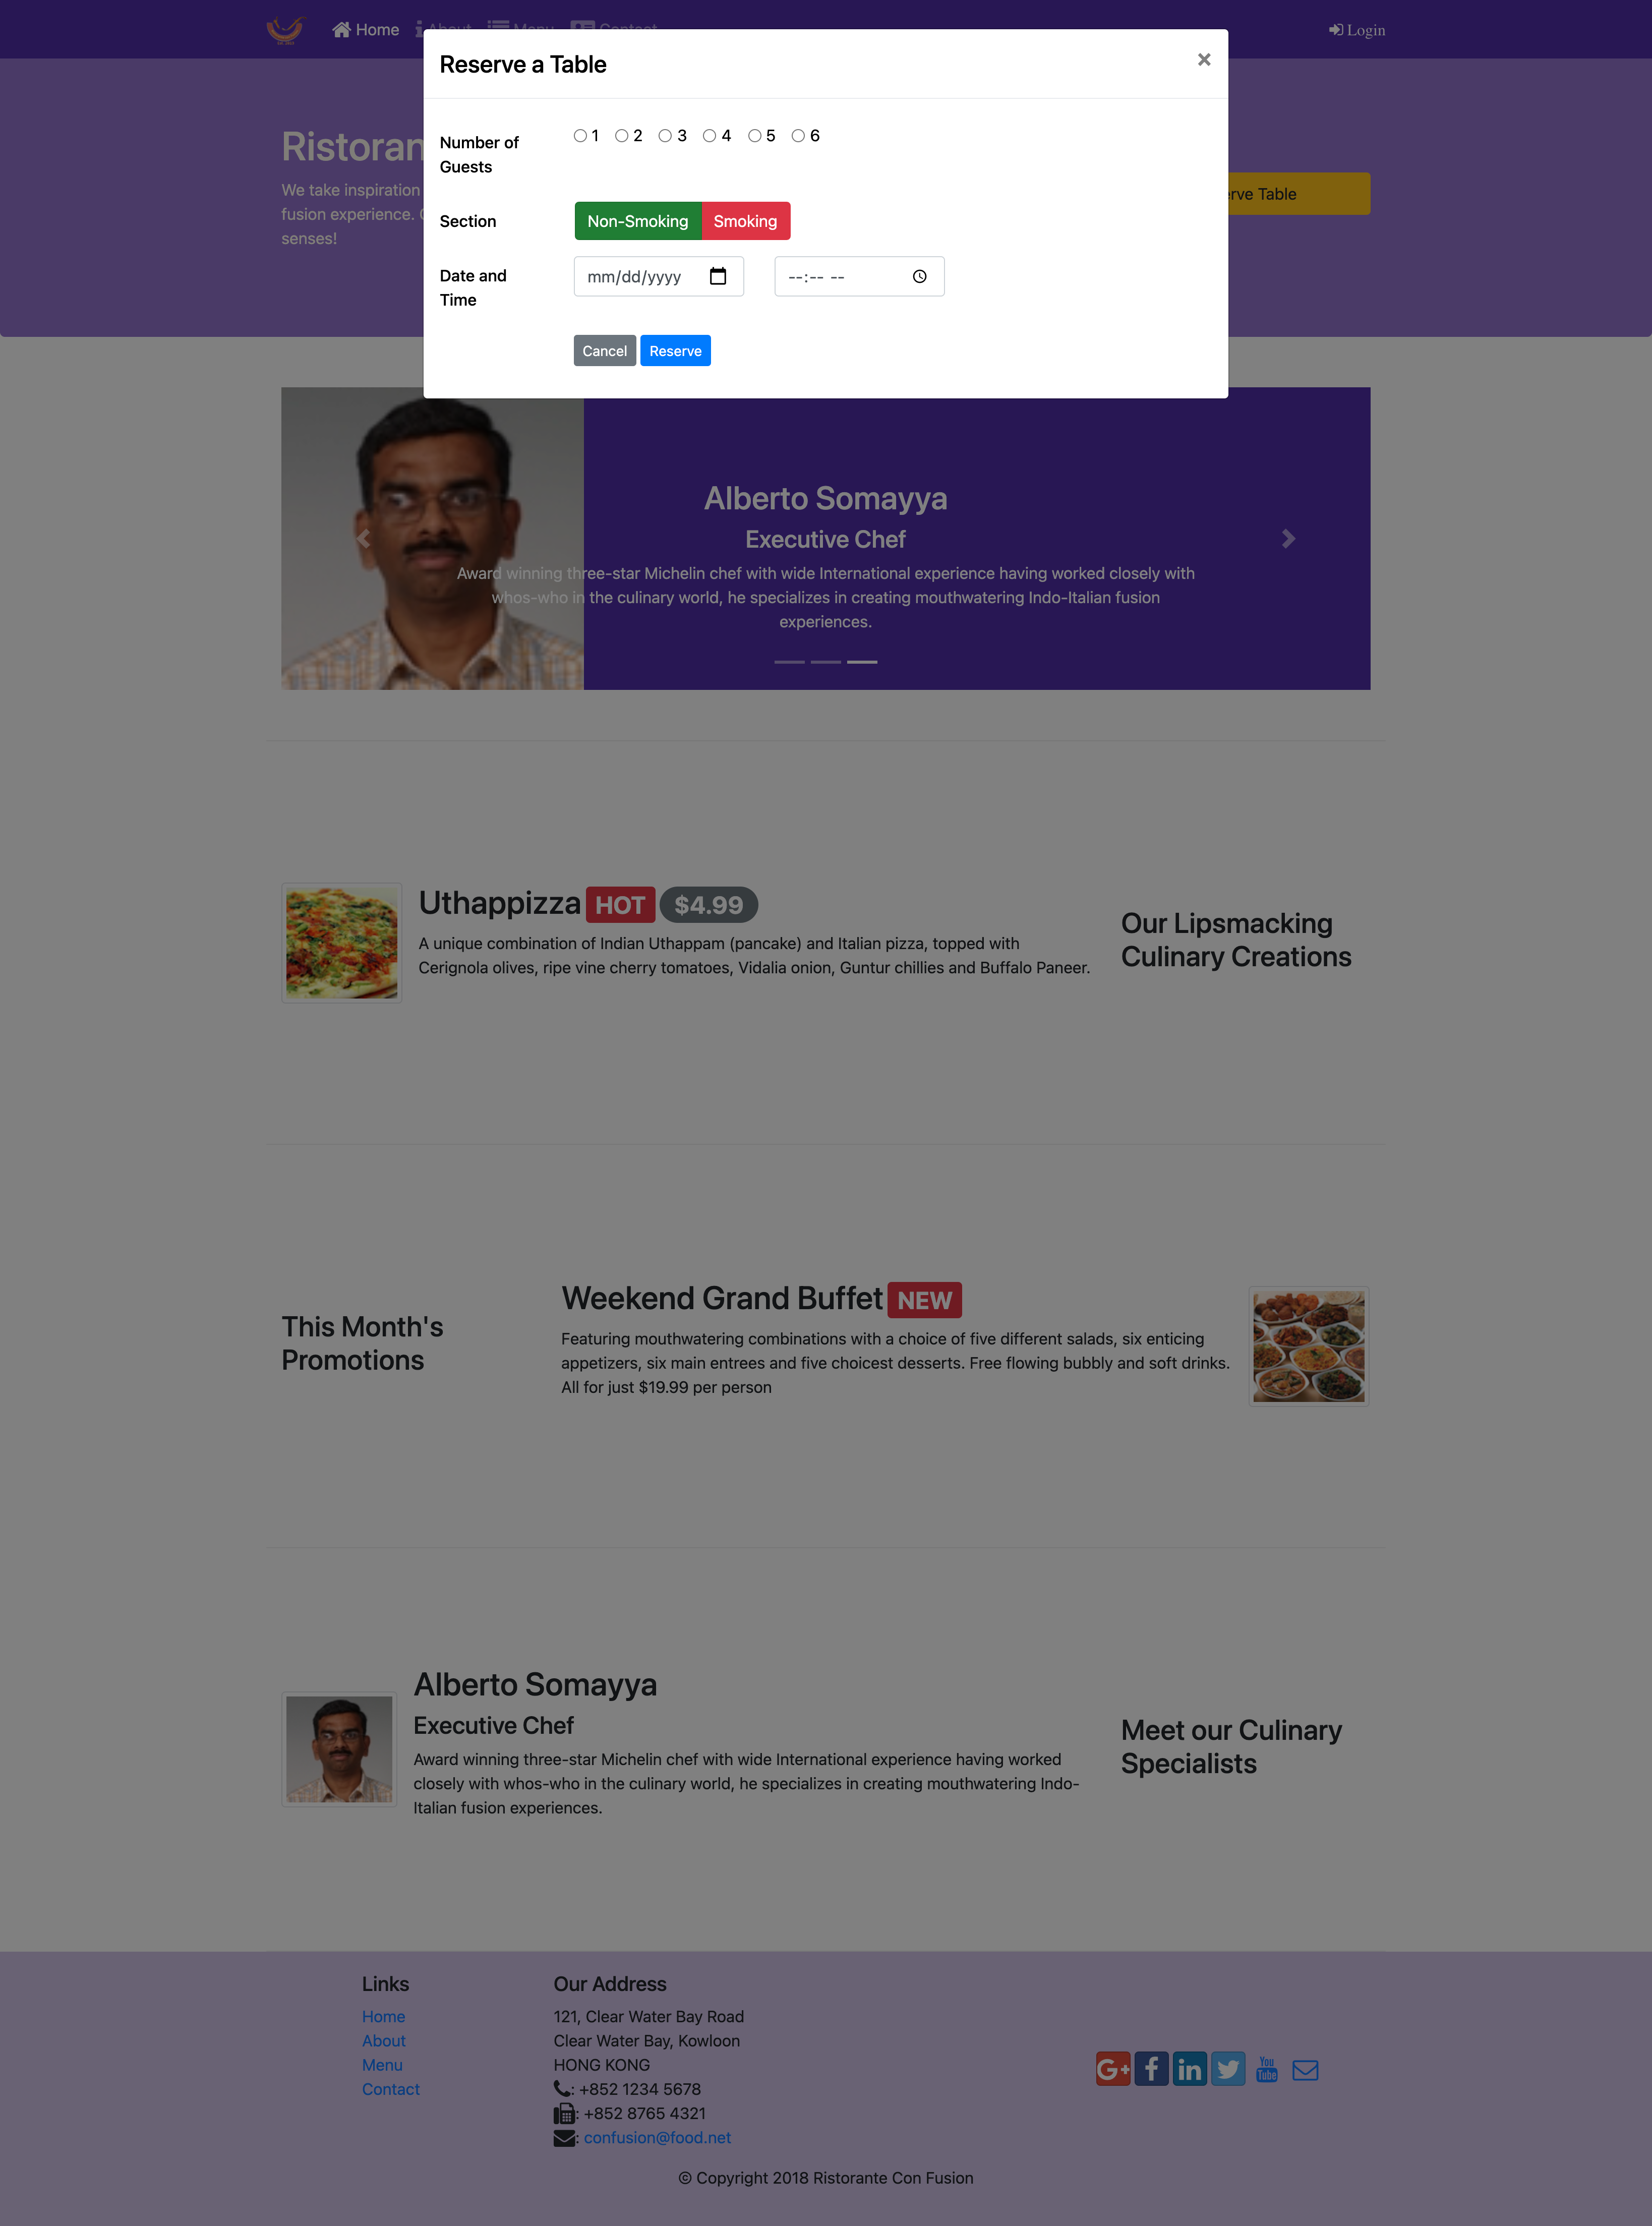 Home
About
Menu
Contact
Login
Reserve a Table
×
Number of
Guests
1 2 3 4 5 6
Section
Non-Smoking Smoking
Date and
Time
mm/dd/yyyy
--:-- --
Cancel Reserve
We take inspiration
fusion experience.
senses!
Table
Alberto Somayya
Executive Chef
Award winning three-star Michelin chef with wide International experience having worked closely with
whos-who in the culinary world, he specializes in creating mouthwatering Indo-Italian fusion
experiences.
Uthappizza HOT $4.99
A unique combination of Indian Uthappam (pancake) and Italian pizza, topped with
Cerignola olives, ripe vine cherry tomatoes, Vidalia onion, Guntur chillies and Buffalo Paneer.
Our Lipsmacking
Culinary Creations
This Month's
Promotions
Weekend Grand Buffet NEW
Featuring mouthwatering combinations with a choice of five different salads, six enticing
appetizers, six main entrees and five choicest desserts. Free flowing bubbly and soft drinks.
All for just $19.99 per person
Alberto Somayya
Executive Chef
Award winning three-star Michelin chef with wide International experience having worked
closely with whos-who in the culinary world, he specializes in creating mouthwatering Indo-
Italian fusion experiences.
Meet our Culinary
Specialists
Links
Home
About
Menu
Contact
Our Address
121, Clear Water Bay Road
Clear Water Bay, Kowloon
HONG KONG
: +852 1234 5678
: +852 8765 4321
: confusion@food.net
G+ f in You Tube
© Copyright 2018 Ristorante Con Fusion